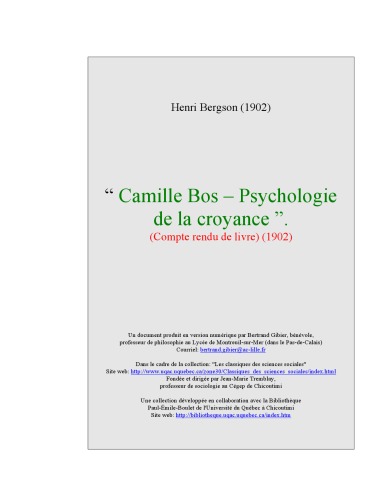 Henri Bergson (1902)
“ Camille Bos – Psychologie
de la croyance ”.
(Compte rendu de livre) (1902)
Un document produit en version numérique par Bertrand Gibier, bénévole,
professeur de philosophie au Lycée de Montreuil-sur-Mer (dans le Pas-de-Calais)
Courriel: bertrand.gibier@ac-lille.fr
Dans le cadre de la collection: "Les classiques des sciences sociales"
Site web: http://www.uqac.uquebec.ca/zone30/Classiques_des_sciences_sociales/index.html
Fondée et dirigée par Jean-Marie Tremblay,
professeur de sociologie au Cégep de Chicoutimi
Une collection développée en collaboration avec la Bibliothèque
Paul-Émile-Boulet de l'Université du Québec à Chicoutimi
Site web: http://bibliotheque.uqac.uquebec.ca/index.htm